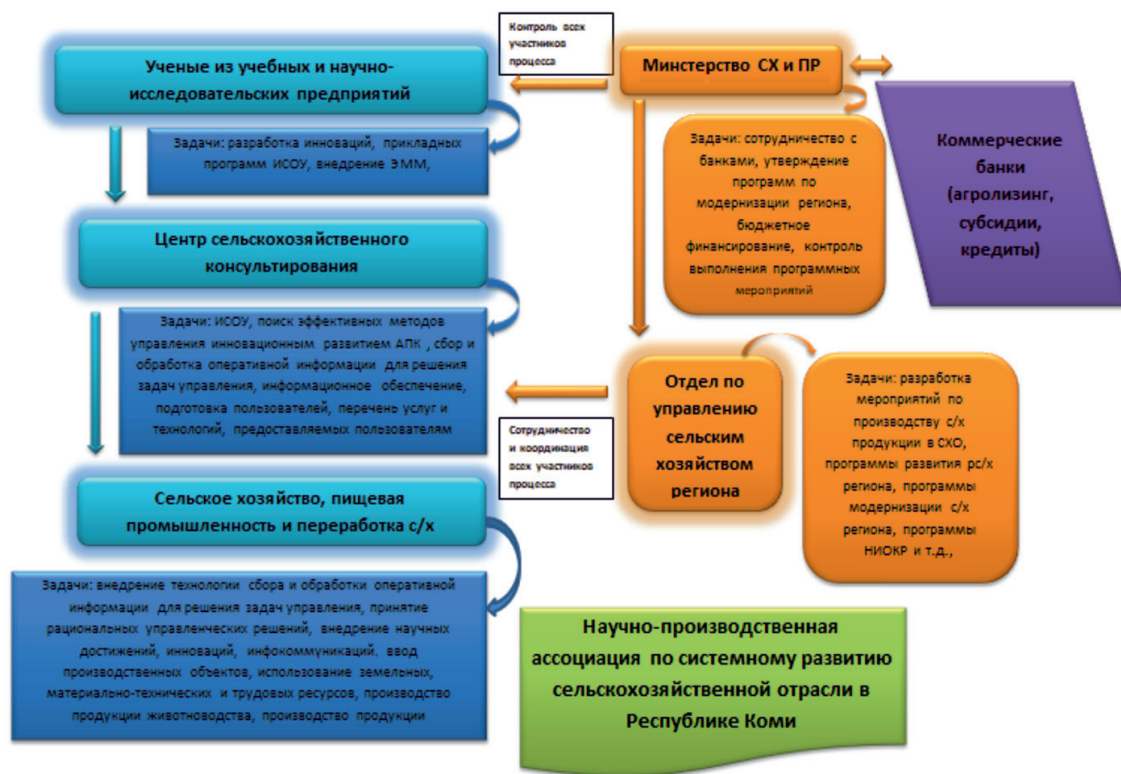 Контроль всех
участников
процесса
Ученые из учебных и научно-
исследовательских предприятий
Минстерство СХ и ПР
Задачи: разработка инноваций, прикладных
программ ИСОУ, внедрение ЭММ,
Задачи: сотрудничество с
банками, утверждение
программ по
модернизации региона,
бюджетное
финансирование, контроль
выполнения программных
мероприятий
Коммерческие
банки
(агролизинг,
субсидии,
кредиты)
Центр сельскохозяйственного
консультирования
Задачи: ИСОУ, поиск эффективных методов
управления инновационным развитием АПК , сбор и
обработка оперативной информации для решения
задач управления, информационное обеспечение,
подготовка пользователей, перечень услуг и
технологий, предоставляемых пользователям
Отдел по
управлению
сельским
хозяйством
региона
Задачи: разработка
мероприятий по
производству с/х
продукции в СХО,
программы развития рс/х
региона, программы
модернизации с/х
региона, программы
НИОКР и т.д.,
Сотрудничество
и координация
всех участников
процесса
Сельское хозяйство, пищевая
промышленность и переработка с/х
Задачи: внедрение технологии сбора и обработки оперативной
информации для решения задач управления, принятие
рациональных управленческих решений, внедрение научных
достижений, инноваций, инфокоммуникаций. ввод
производственных объектов, использование земельных,
материально-технических и трудовых ресурсов, производство
продукции животноводства, производство продукции
Научно-производственная
ассоциация по системному развитию
сельскохозяйственной отрасли в
Республике Коми